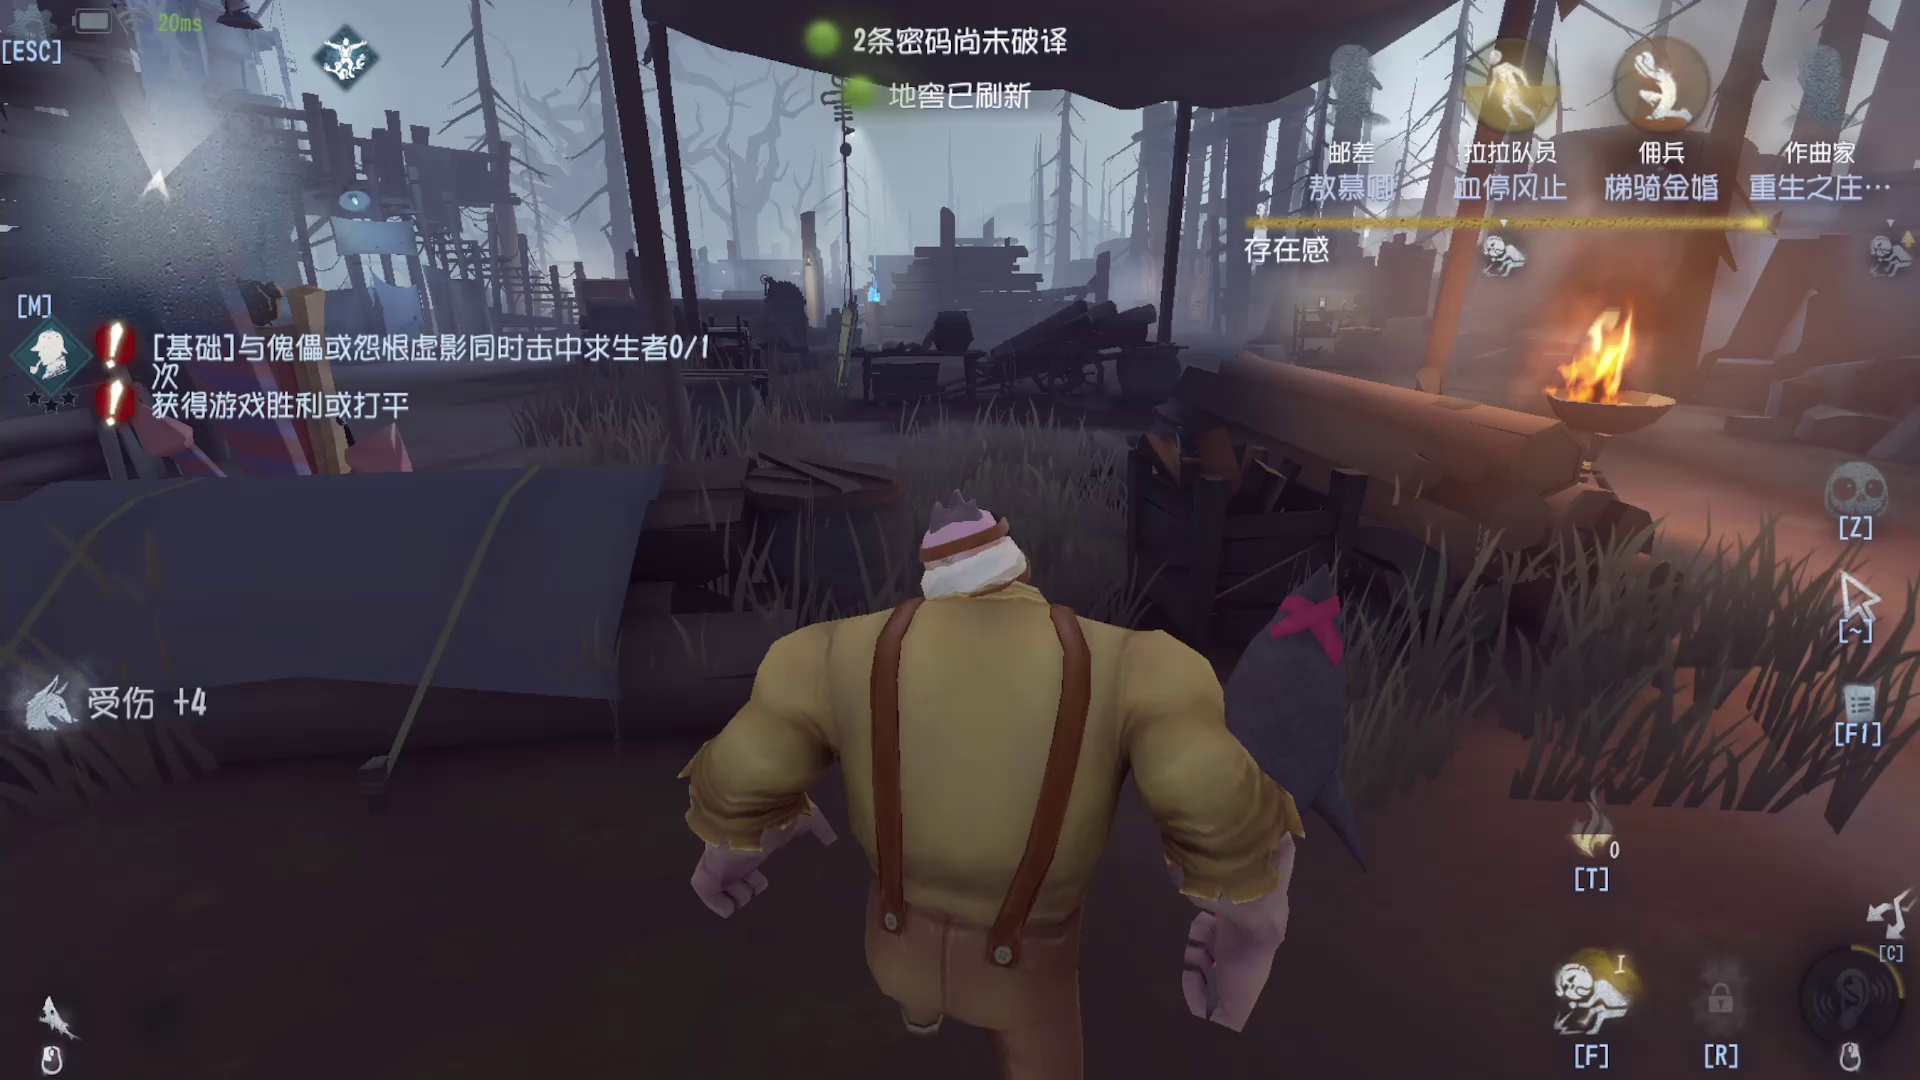 20ms
[ESC]
2条密码尚未破译
地窖已刷新
邮差
拉拉队员
佣兵
作曲家
敖慕卿
血停风止
梯骑金婚
重生之庄…
存在感
[M]
[基础]与傀儡或怨恨虚影同时击中求生者0/1
次
获得游戏胜利或打平
[Z]
[~]
受伤 +4
[F1]
0
[T]
[C]
I
[F]
[R]